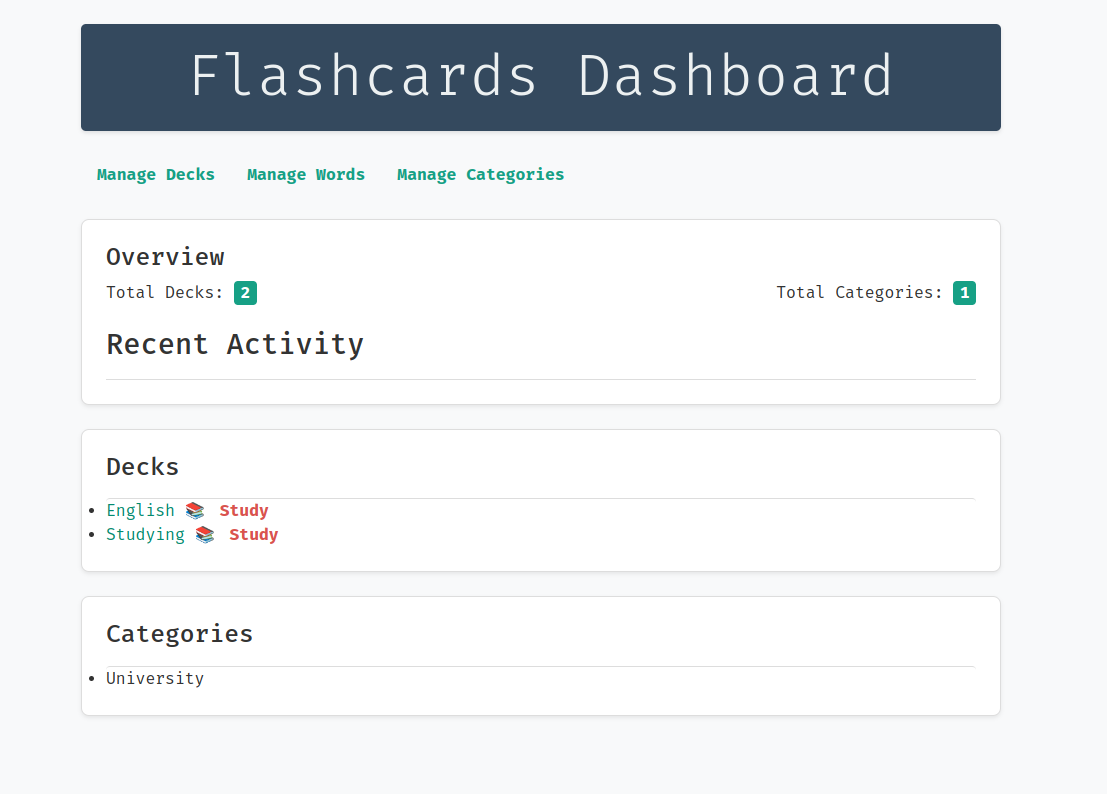 Flashcards Dashboard
Manage Decks Manage Words Manage Categories
Overview
Total Decks: 2 Total Categories: 1
Recent Activity
Decks
English 📚 Study
Studying 📚 Study
Categories
University